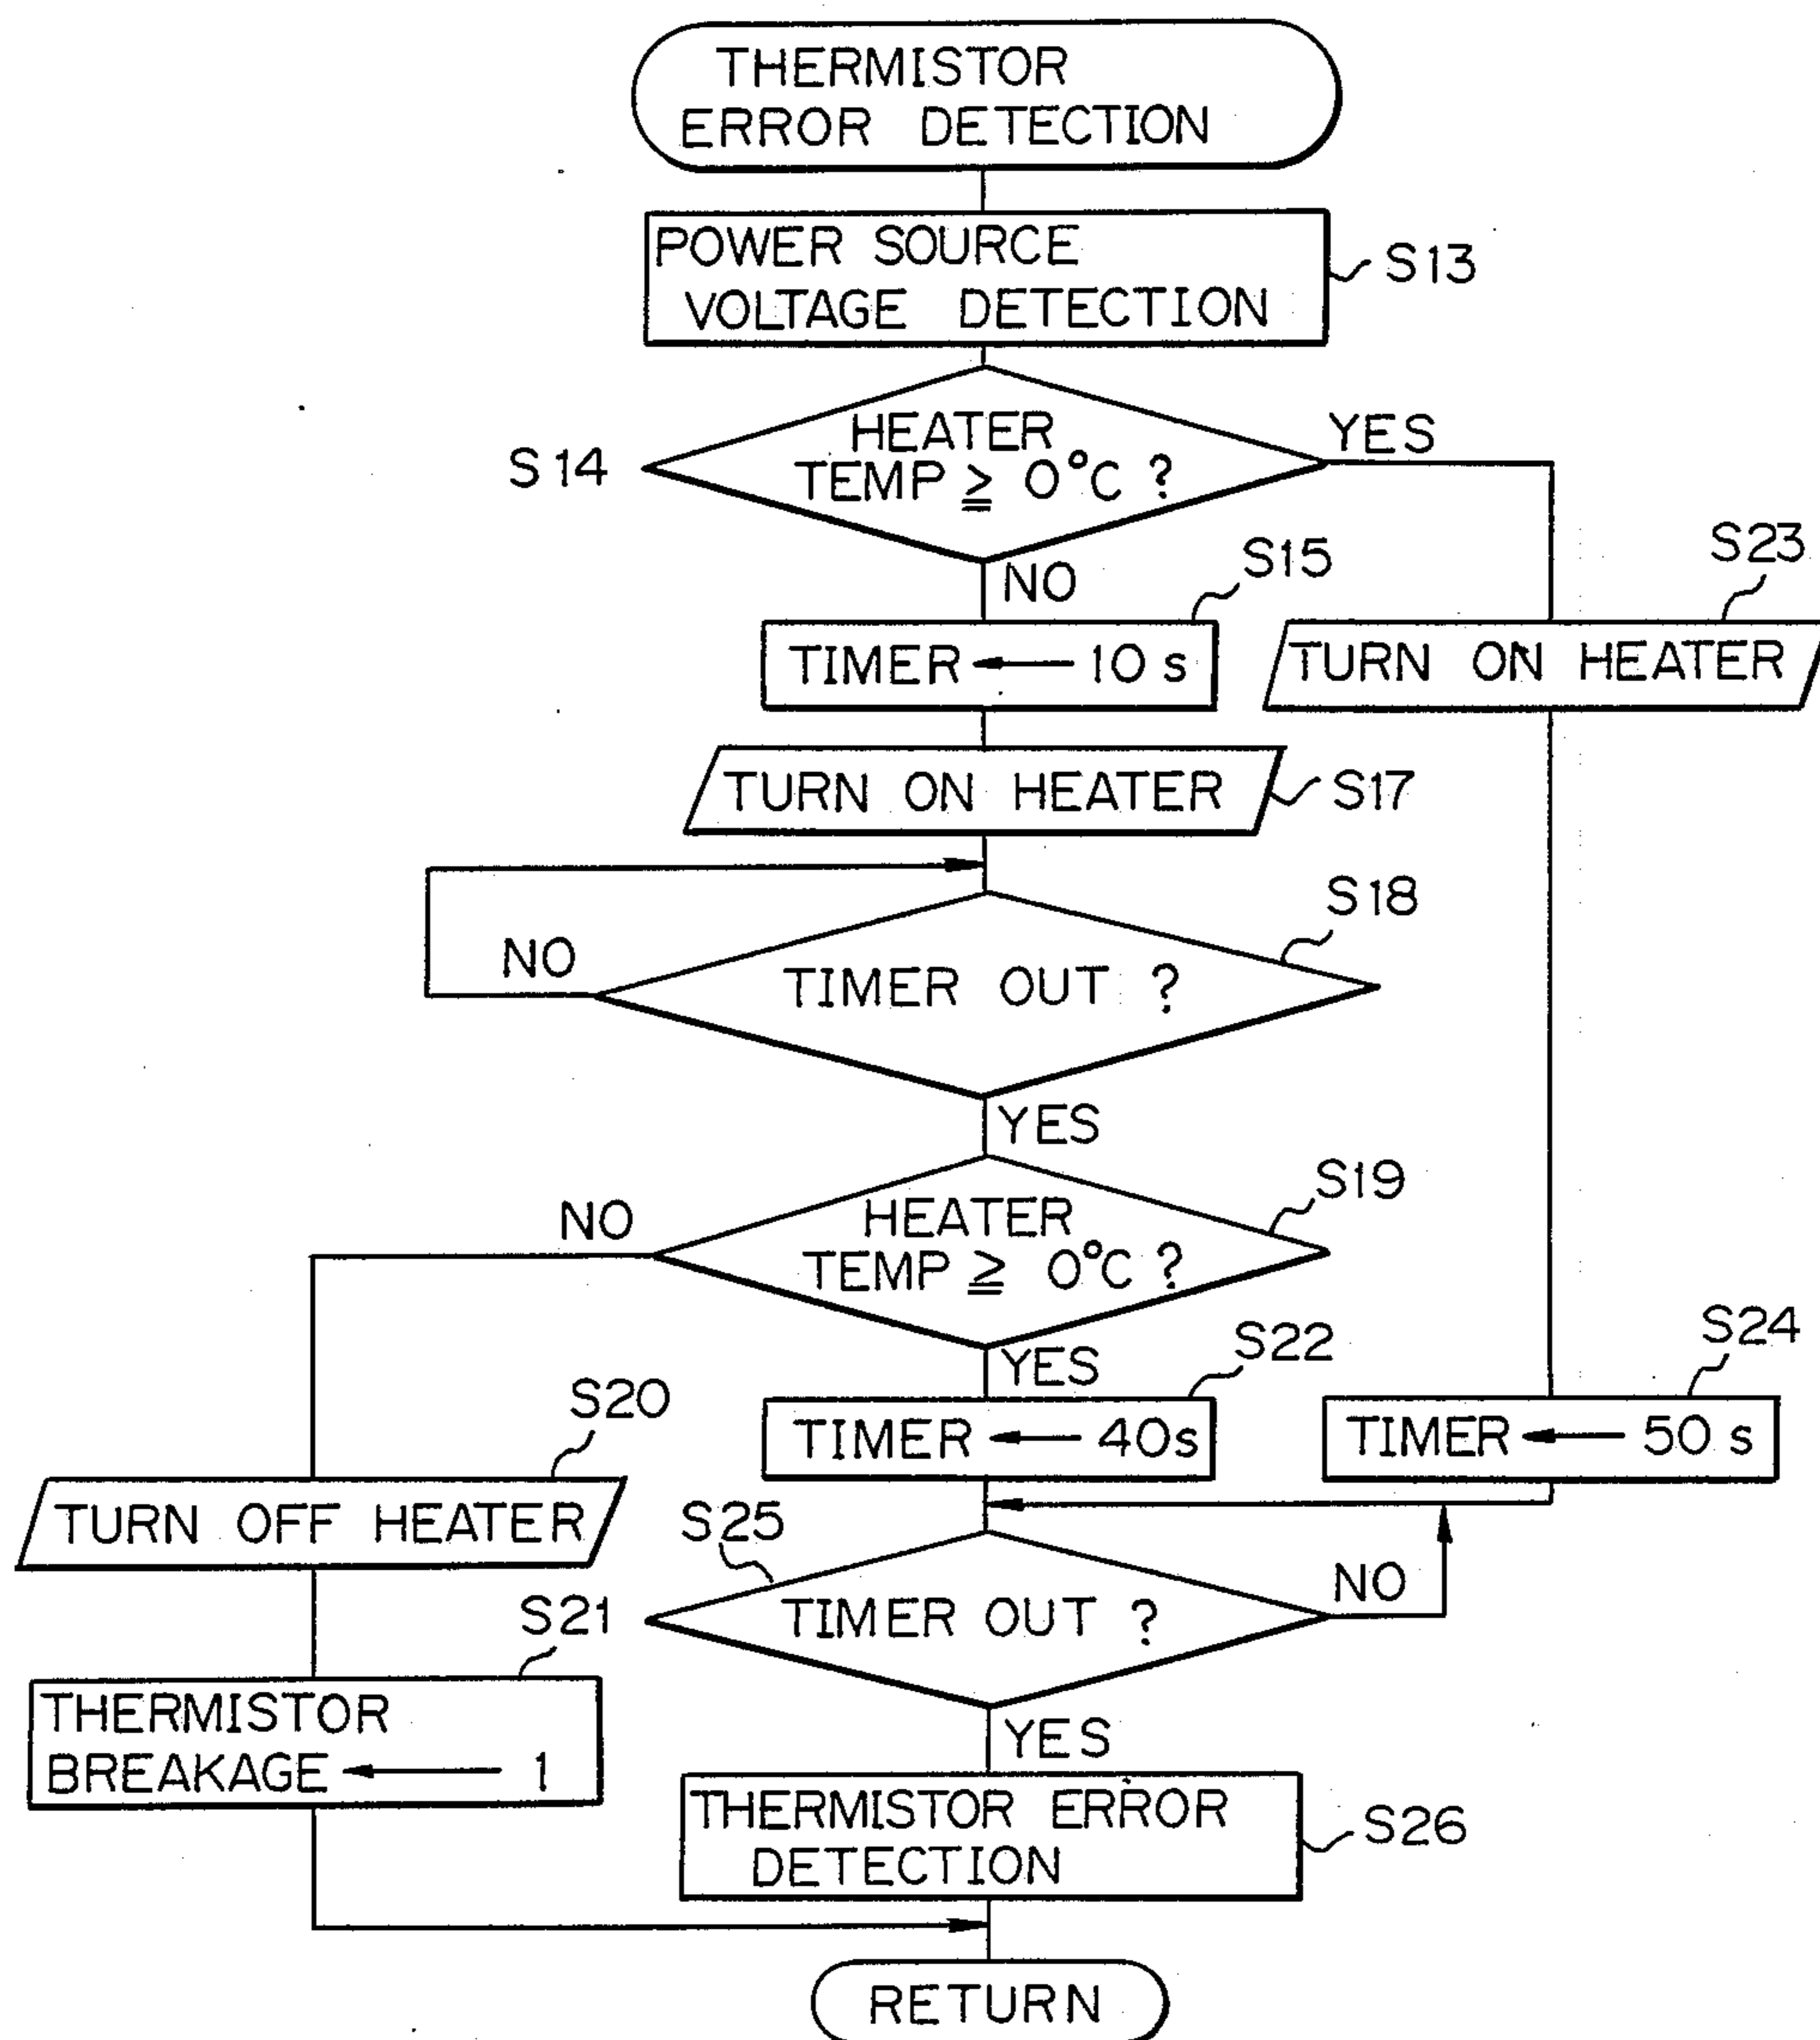 THERMISTOR
ERROR DETECTION
POWER SOURCE
VOLTAGE DETECTION
S13
HEATER
TEMP ≧ 0°C ?
S14
YES
NO
S15
S23
TIMER ← 10 s
TURN ON HEATER
TURN ON HEATER
S17
S18
NO
TIMER OUT ?
YES
S19
NO
HEATER
TEMP ≧ 0°C ?
YES
S22
S24
S20
TIMER ← 40s
TIMER ← 50 s
TURN OFF HEATER
S25
NO
S21
TIMER OUT ?
THERMISTOR
BREAKAGE ← 1
YES
THERMISTOR ERROR
DETECTION
S26
RETURN